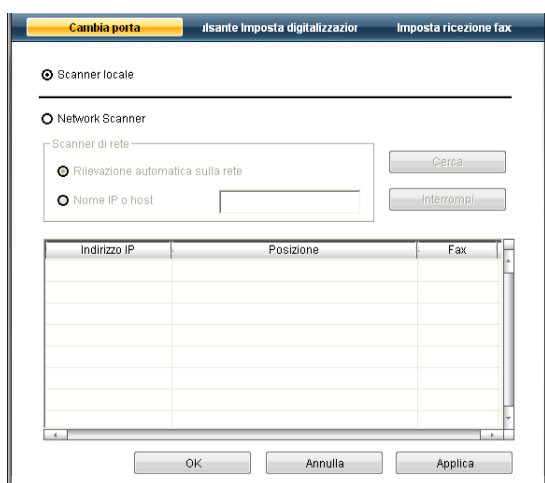 Cambia porta
ulsante Imposta digitalizzazior
Imposta ricezione fax
Scanner locale
Network Scanner
Scanner di rete
Rilevazione automatica sulla rete
Cerca
Nome IP o host
Interrompi
Indirizzo IP Posizione Fax
OK Annulla Applica